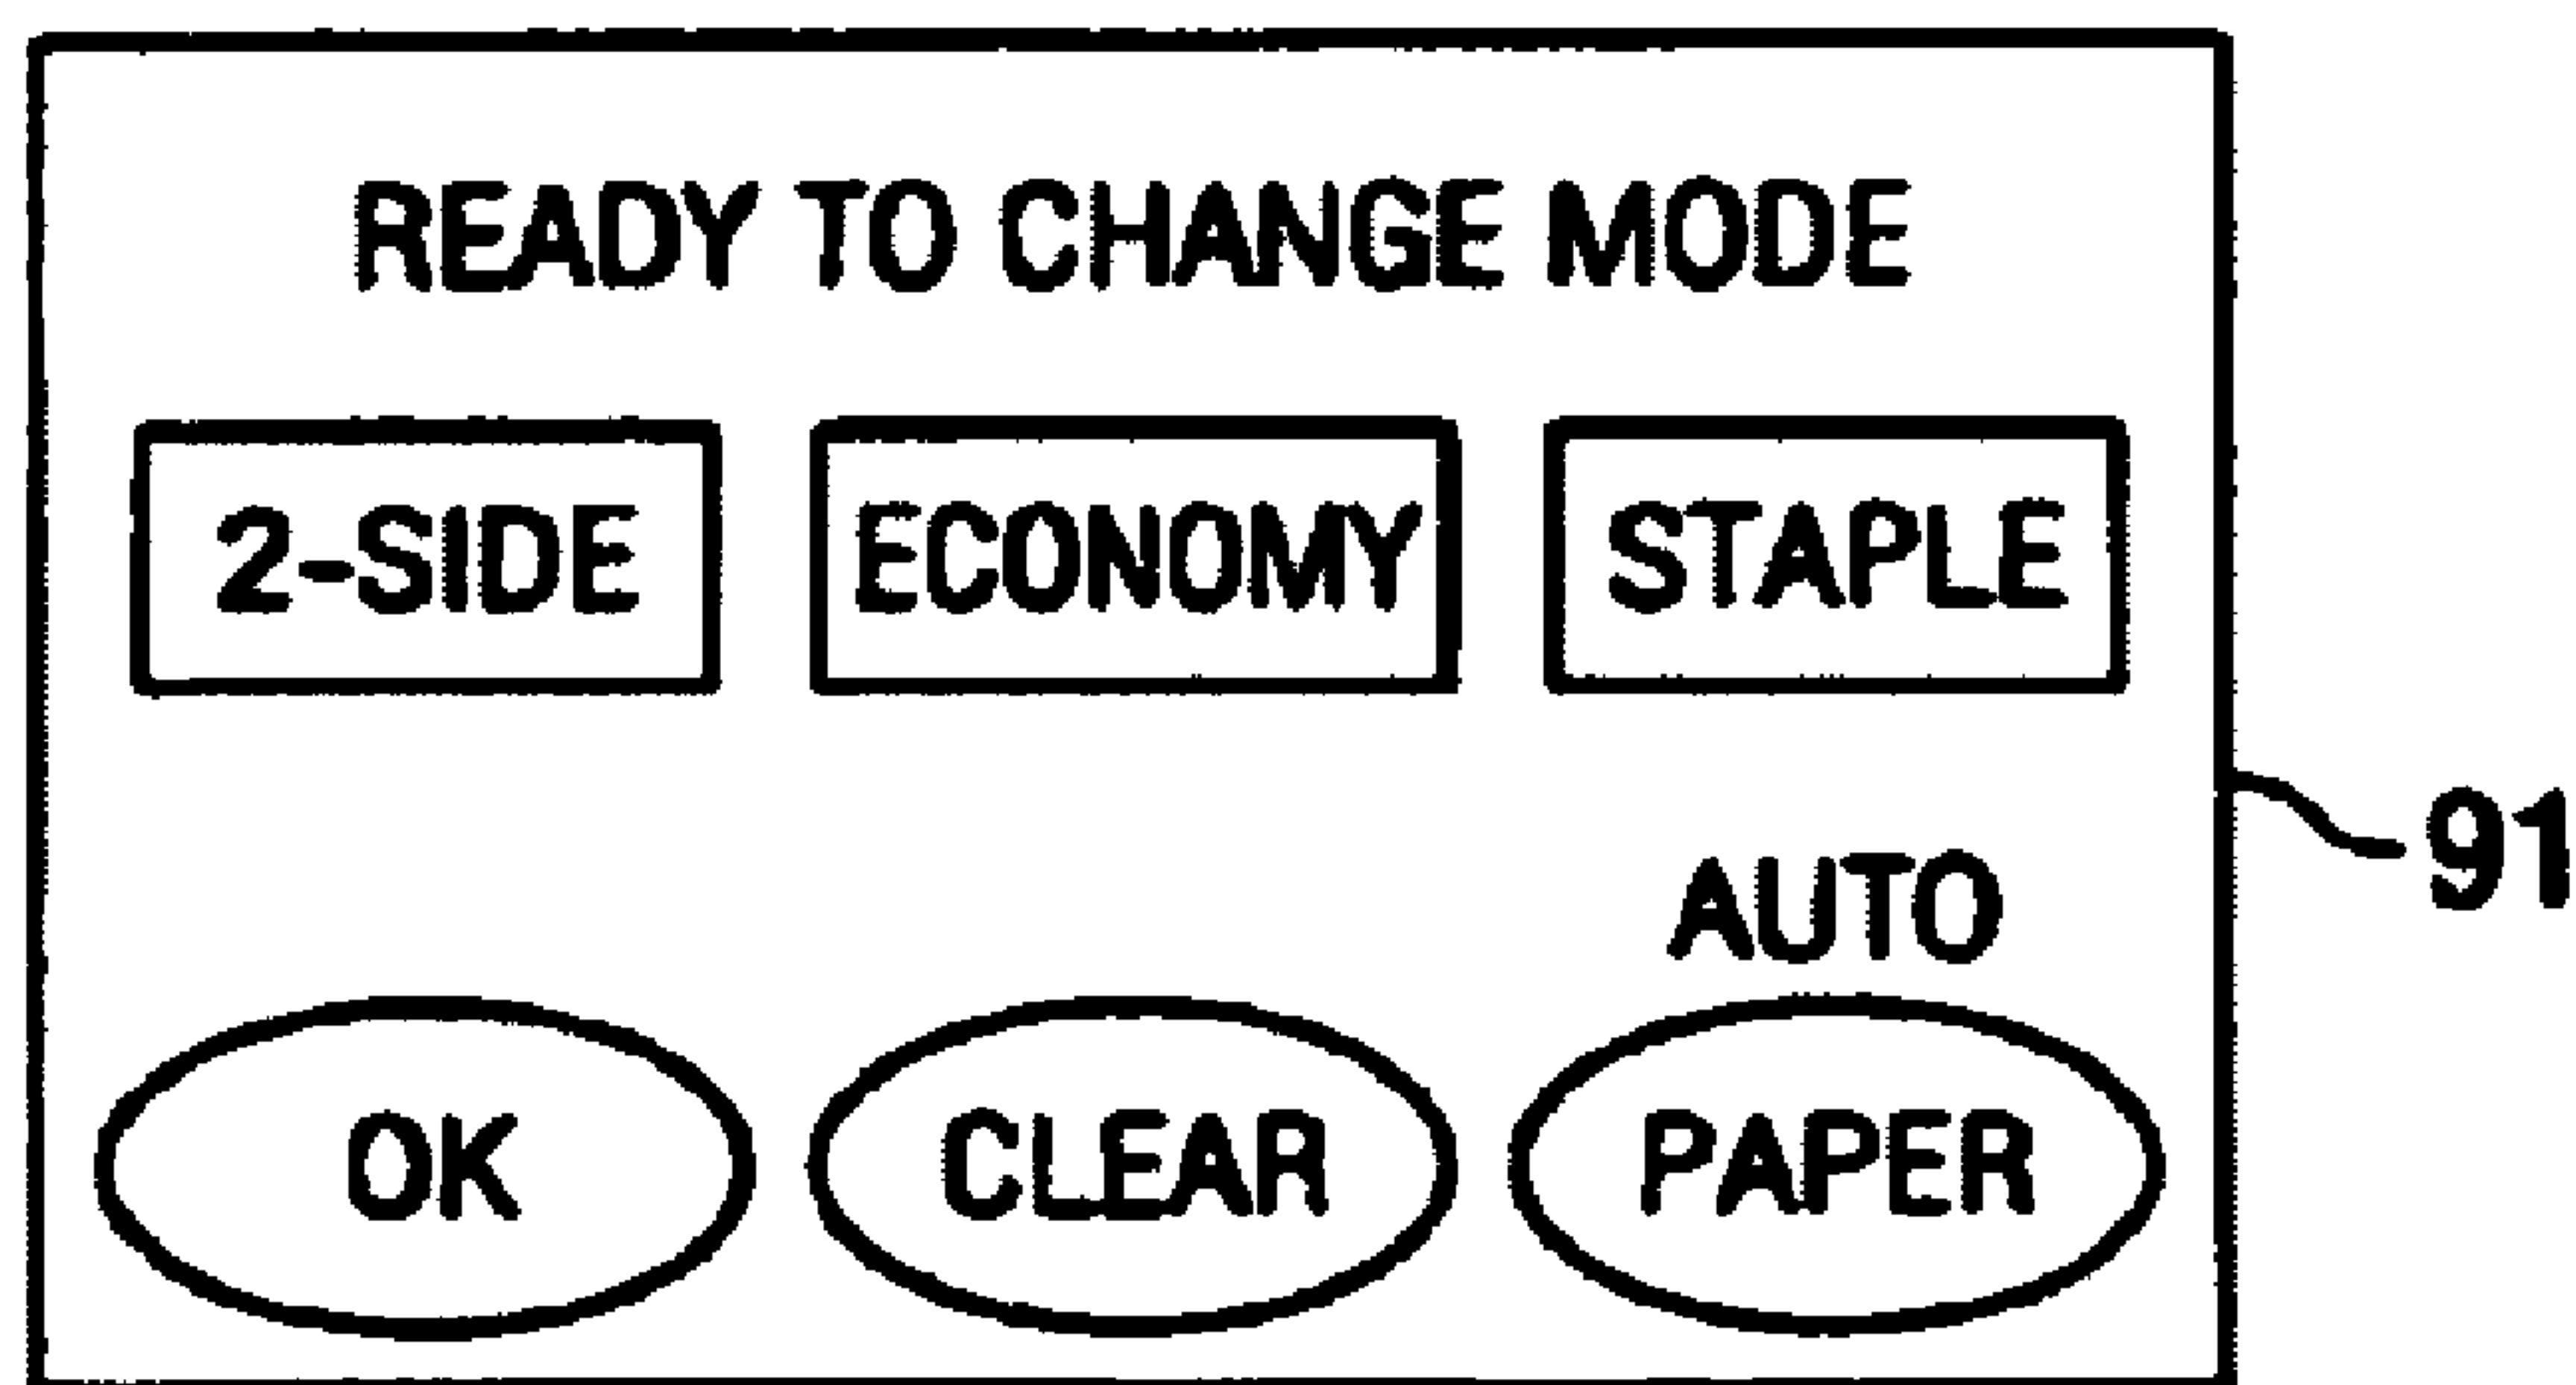 READY TO CHANGE MODE
2-SIDE ECONOMY STAPLE
91
AUTO
OK CLEAR PAPER